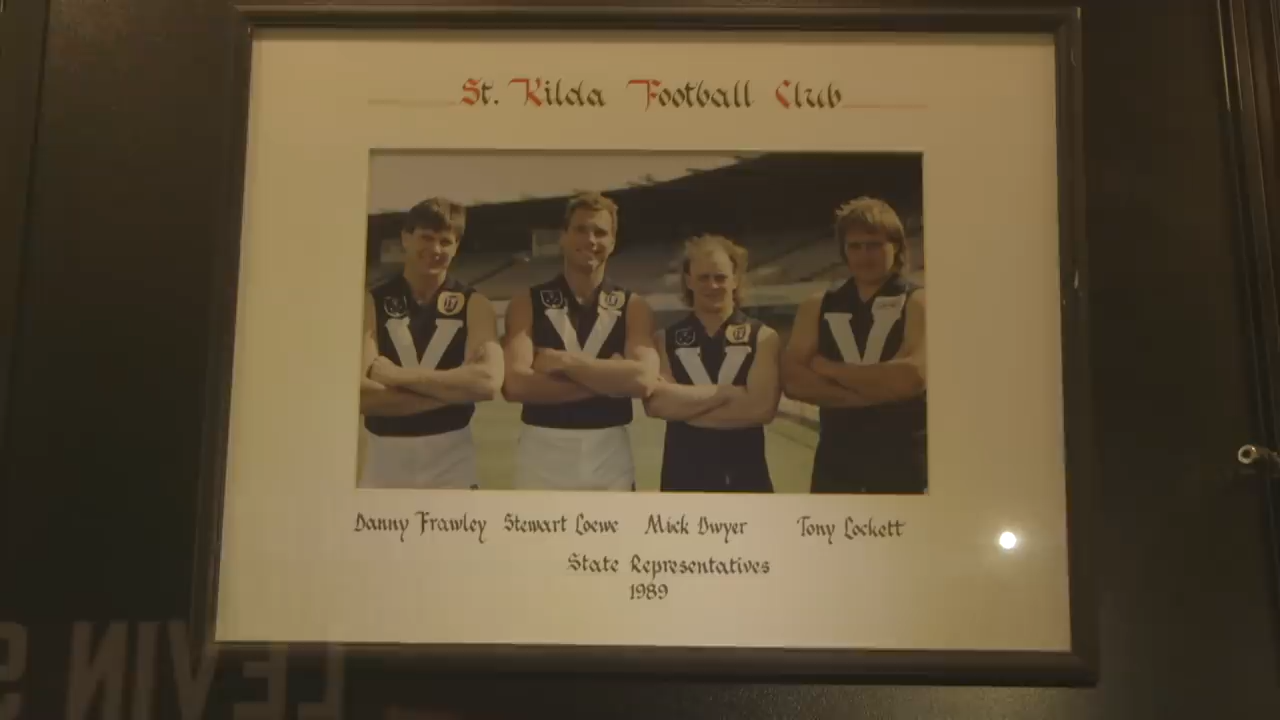 St. Kilda Football Club
V V V V
Danny Frawley Stewart Loewe Mick Dwyer Tony Lockett
State Representatives
1989